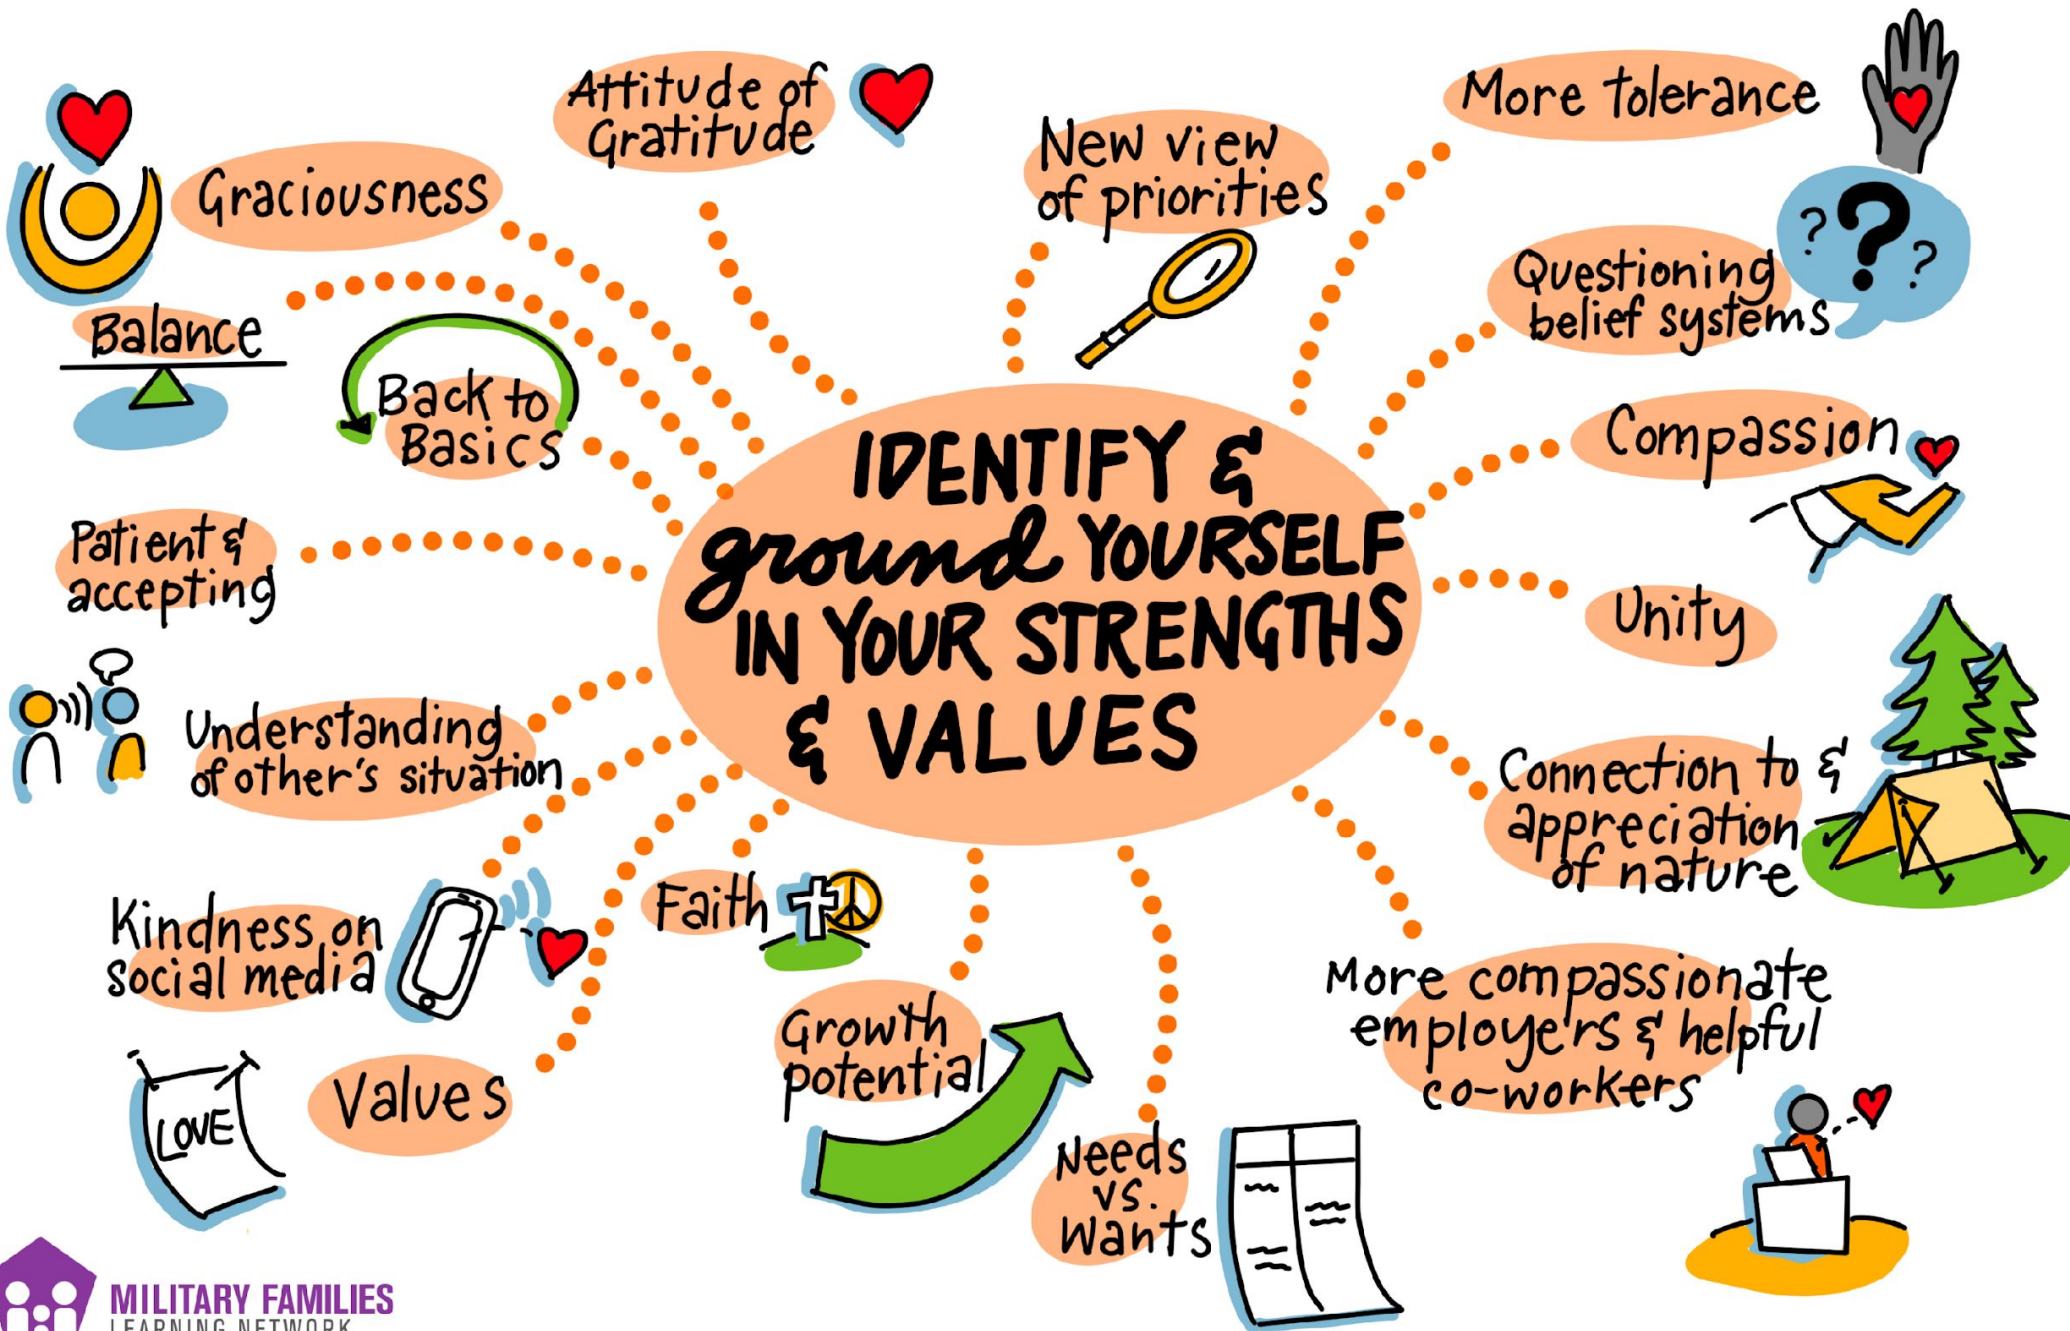 Attitude of
Gratitude
More tolerance
New view
of priorities
Graciousness
? ? ?
Questioning
belief systems
Balance
Back to
Basics
Compassion
IDENTIFY &
ground YOURSELF
IN YOUR STRENGTHS
& VALUES
Patient &
accepting
Unity
Understanding
of other's situation
Connection to &
appreciation
of nature
Kindness on
social media
Faith
More compassionate
employers & helpful
co-workers
Growth
potential
Values
LOVE
Needs
vs.
Wants
MILITARY FAMILIES
LEARNING NETWORK